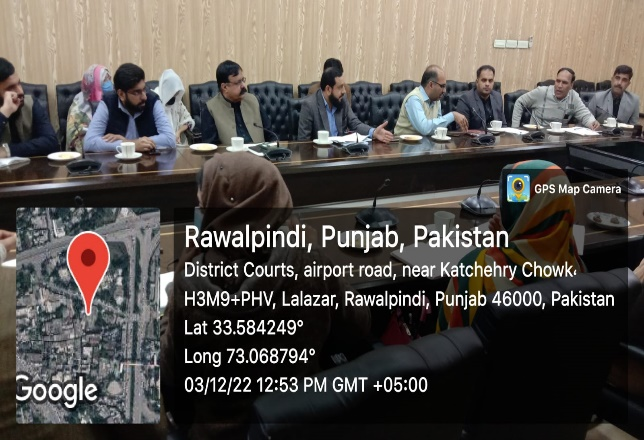 GPS Map Camera
Rawalpindi, Punjab, Pakistan
District Courts, airport road, near Katchehry Chowk,
H3M9+PHV, Lalazar, Rawalpindi, Punjab 46000, Pakistan
Lat 33.584249°
Long 73.068794°
03/12/22 12:53 PM GMT +05:00
Google